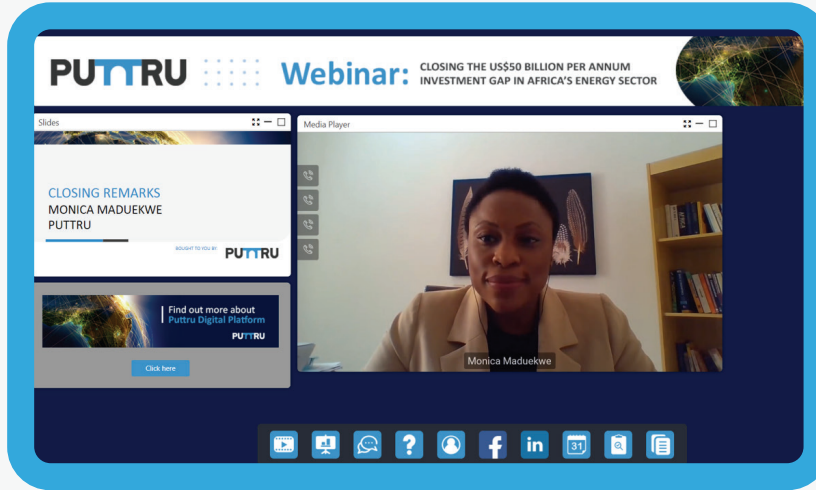 PUTTRU
Webinar:
CLOSING THE US$50 BILLION PER ANNUM
INVESTMENT GAP IN AFRICA'S ENERGY SECTOR
Slides
CLOSING REMARKS
MONICA MADUEKWE
PUTTRU
BOUGHT TO YOU BY
PUTTRU
Find out more about
Puttru Digital Platform
PUTTRU
Click here
Media Player
AFRICA
Monica Maduekwe
?
f
in
31